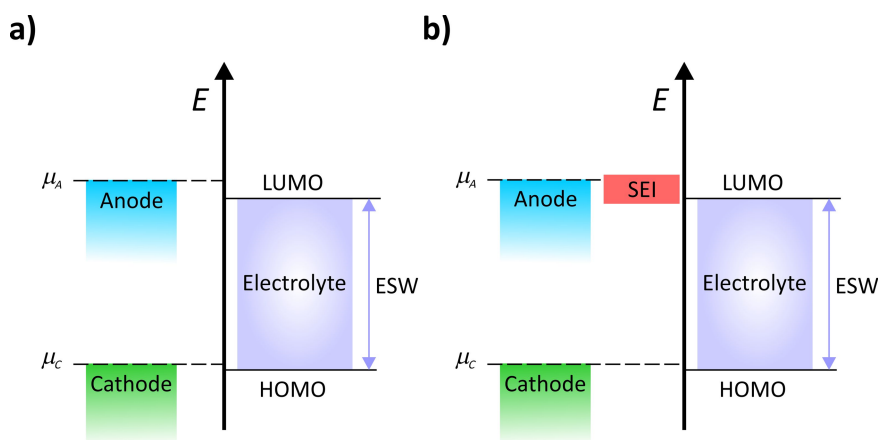 a)
E
μA
LUMO
Anode
Electrolyte
ESW
μC
Cathode
HOMO
b)
E
μA
SEI
LUMO
Anode
Electrolyte
ESW
μC
Cathode
HOMO